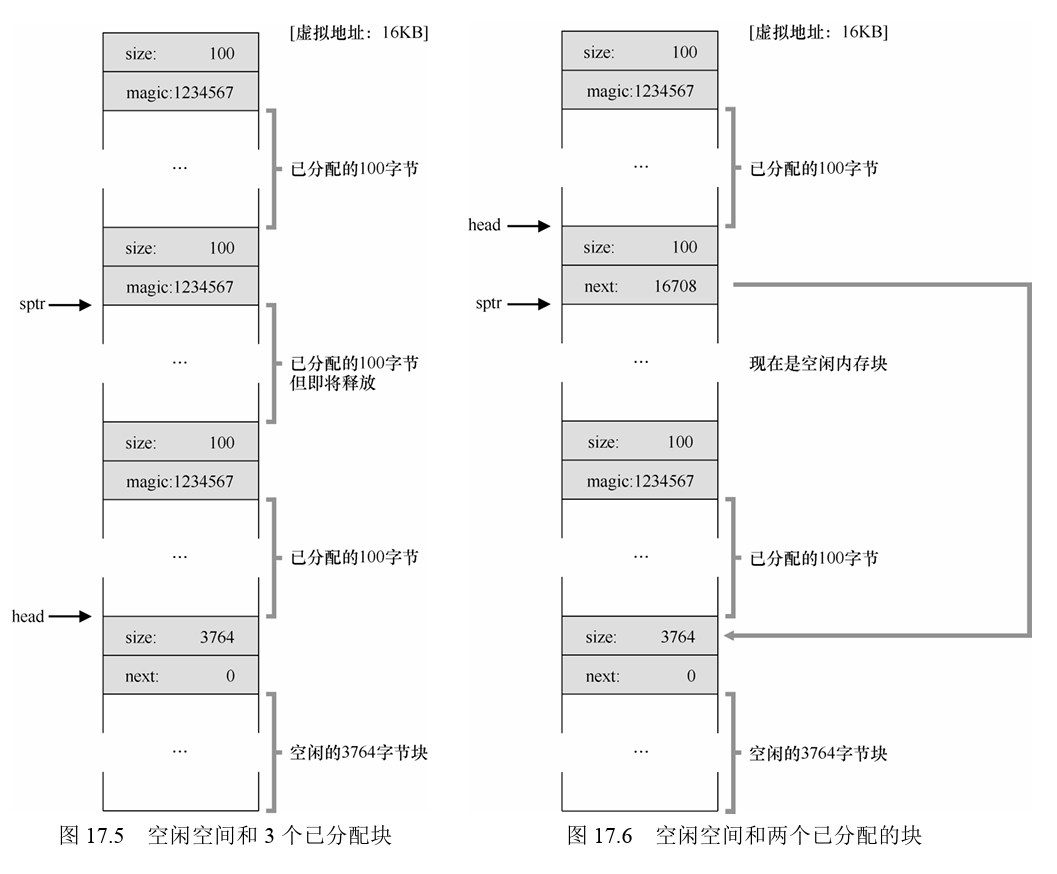 [虚拟地址：16KB]
size: 100
magic:1234567
…
已分配的100字节
size: 100
magic:1234567
sptr
…
已分配的100字节
但即将释放
size: 100
magic:1234567
…
已分配的100字节
head
size: 3764
next: 0
…
空闲的3764字节块
图 17.5 空闲空间和 3 个已分配块
[虚拟地址：16KB]
size: 100
magic:1234567
…
已分配的100字节
head
size: 100
next: 16708
sptr
…
现在是空闲内存块
size: 100
magic:1234567
…
已分配的100字节
size: 3764
next: 0
…
空闲的3764字节块
图 17.6 空闲空间和两个已分配的块